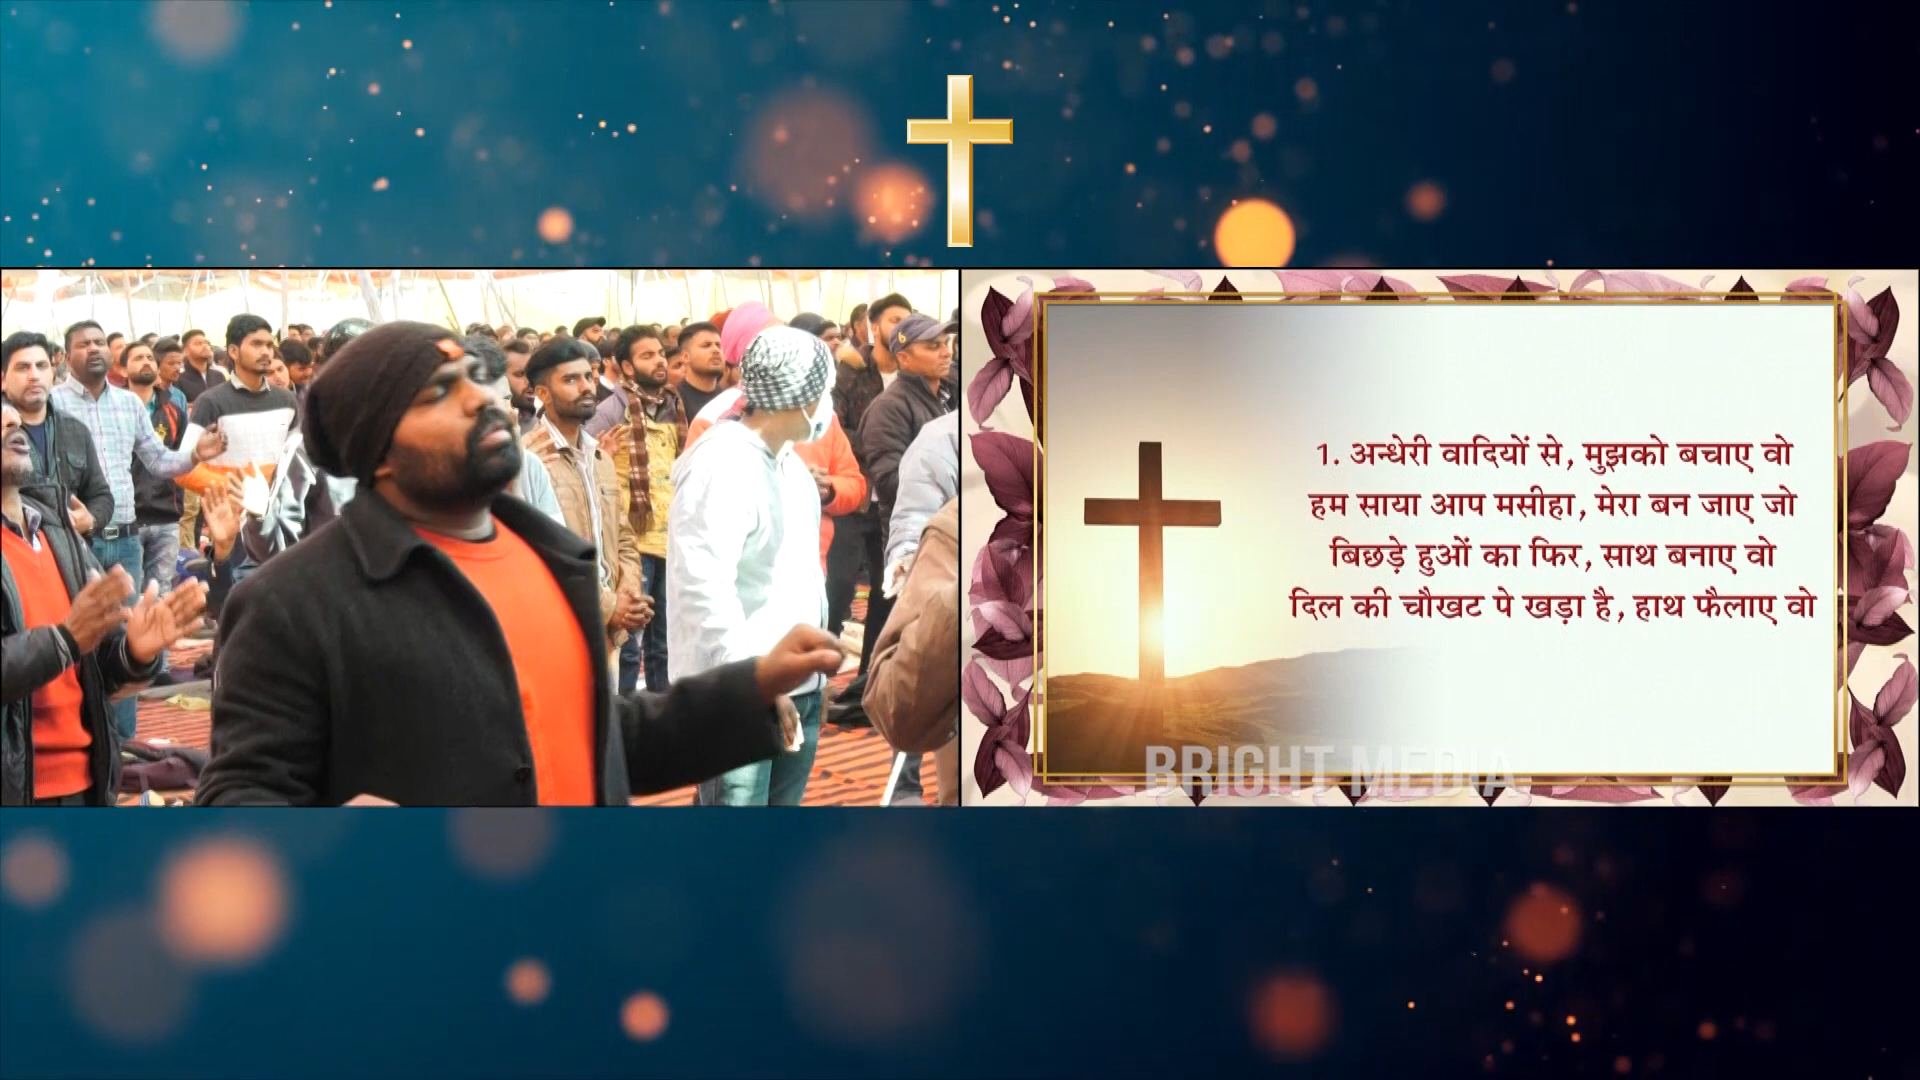 1. अन्धेरी वादियों से, मुझको बचाए वो
हम साया आप मसीहा, मेरा बन जाए जो
बिछड़े हुओं का फिर, साथ बनाए वो
दिल की चौखट पे खड़ा है, हाथ फैलाए वो
BRIGHT MEDIA